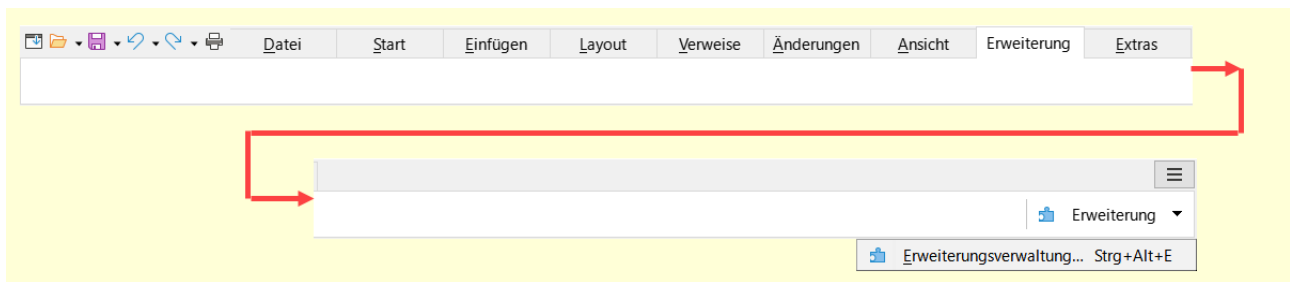 Datei Start Einfügen Layout Verweise Änderungen Ansicht Erweiterung Extras
Erweiterung
Erweiterungsverwaltung... Strg+Alt+E